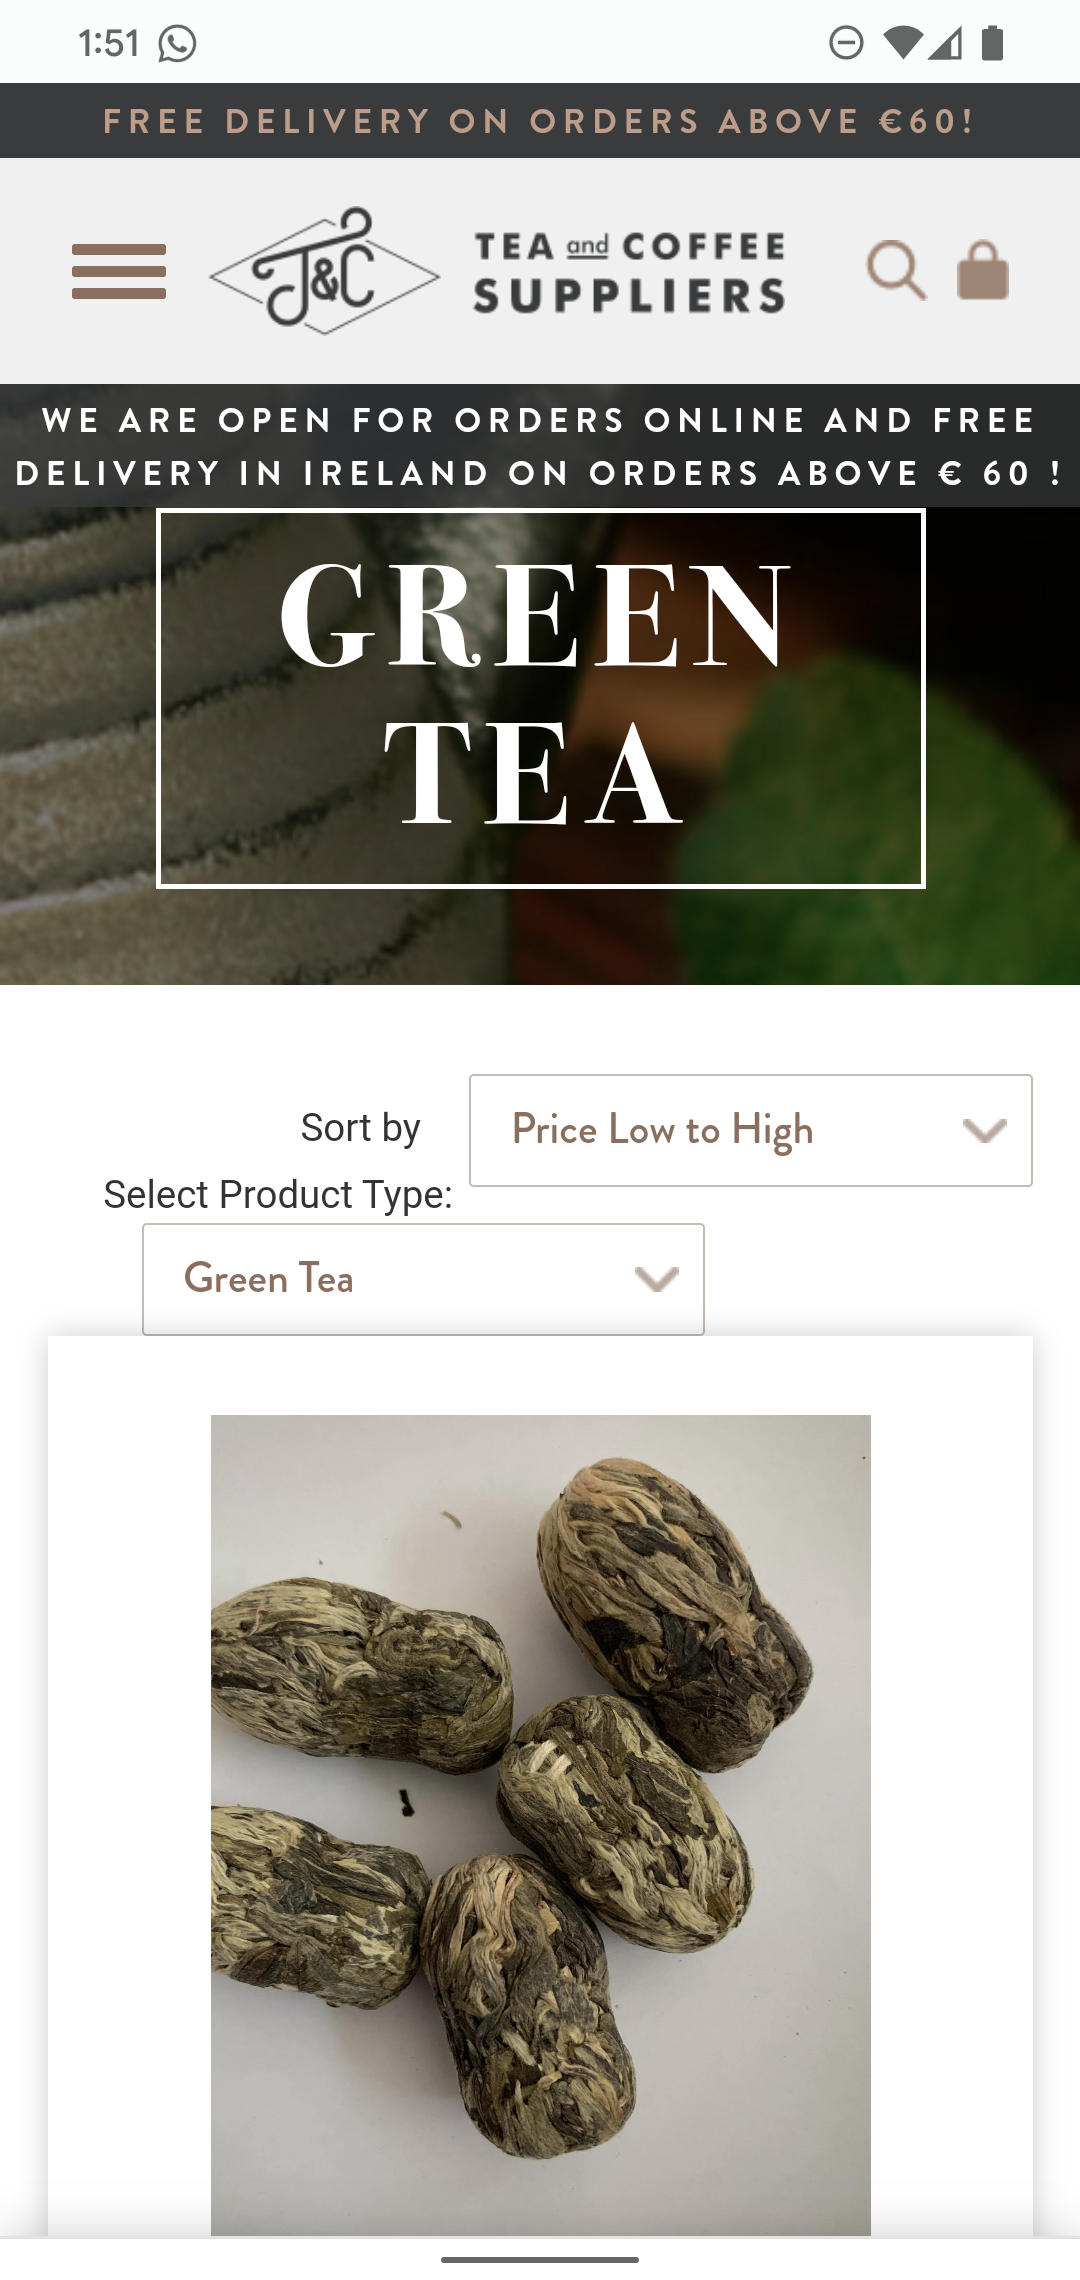 1:51
FREE DELIVERY ON ORDERS ABOVE €60!
J&C
TEA and COFFEE
SUPPLIERS
WE ARE OPEN FOR ORDERS ONLINE AND FREE
DELIVERY IN IRELAND ON ORDERS ABOVE € 60 !
GREEN
TEA
Sort by
Price Low to High
Select Product Type:
Green Tea